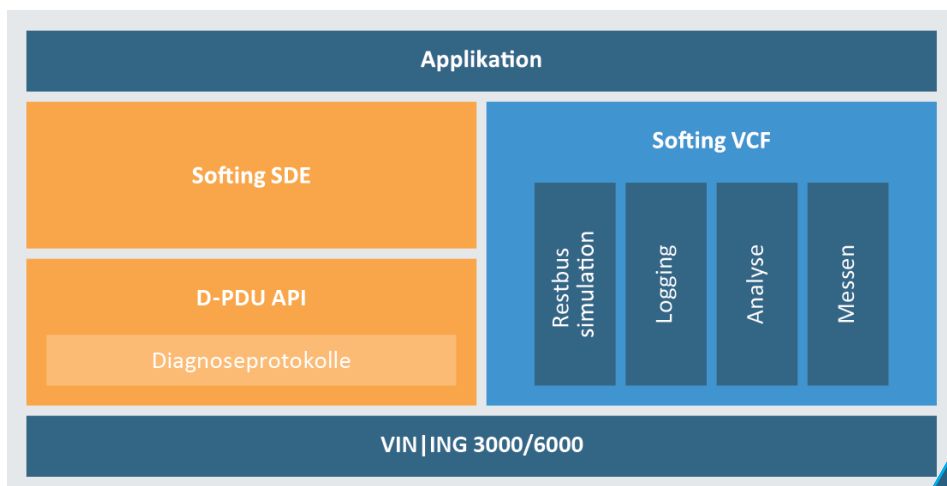 Applikation
Softing SDE
D-PDU API
Diagnoseprotokolle
Softing VCF
Restbus
simulation
Logging
Analyse
Messen
VIN|ING 3000/6000